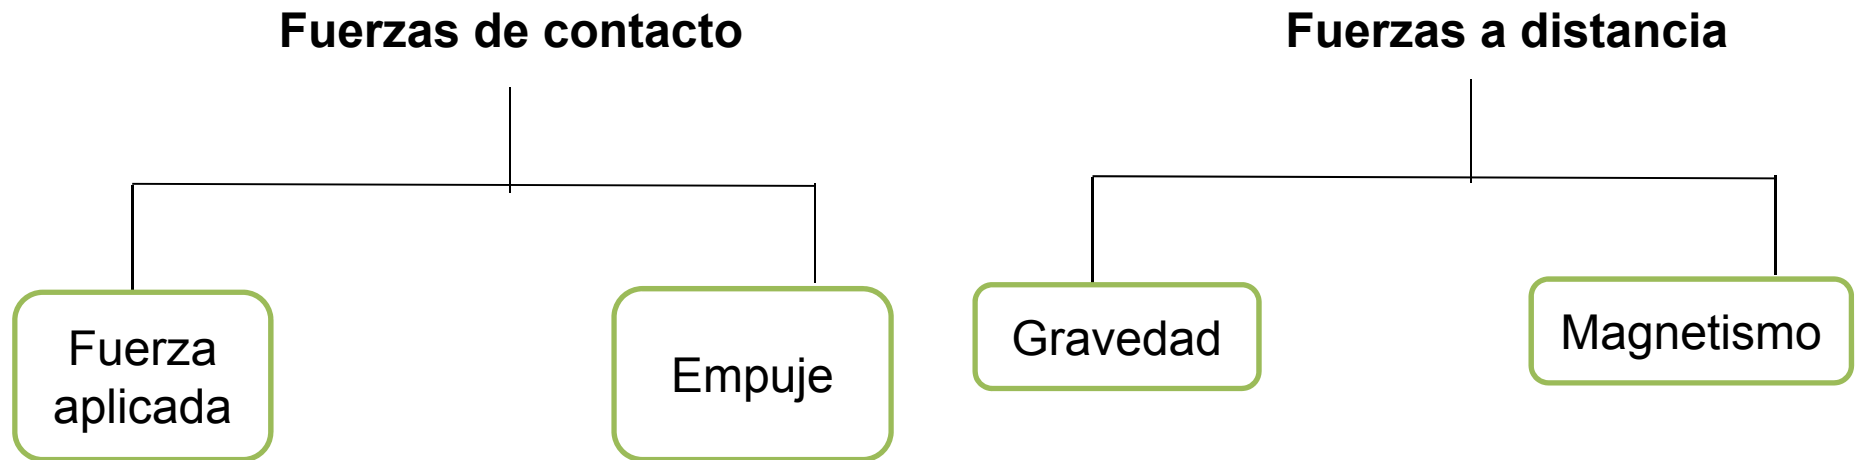 Fuerzas de contacto
Fuerzas a distancia
Fuerza
aplicada
Empuje
Gravedad
Magnetismo